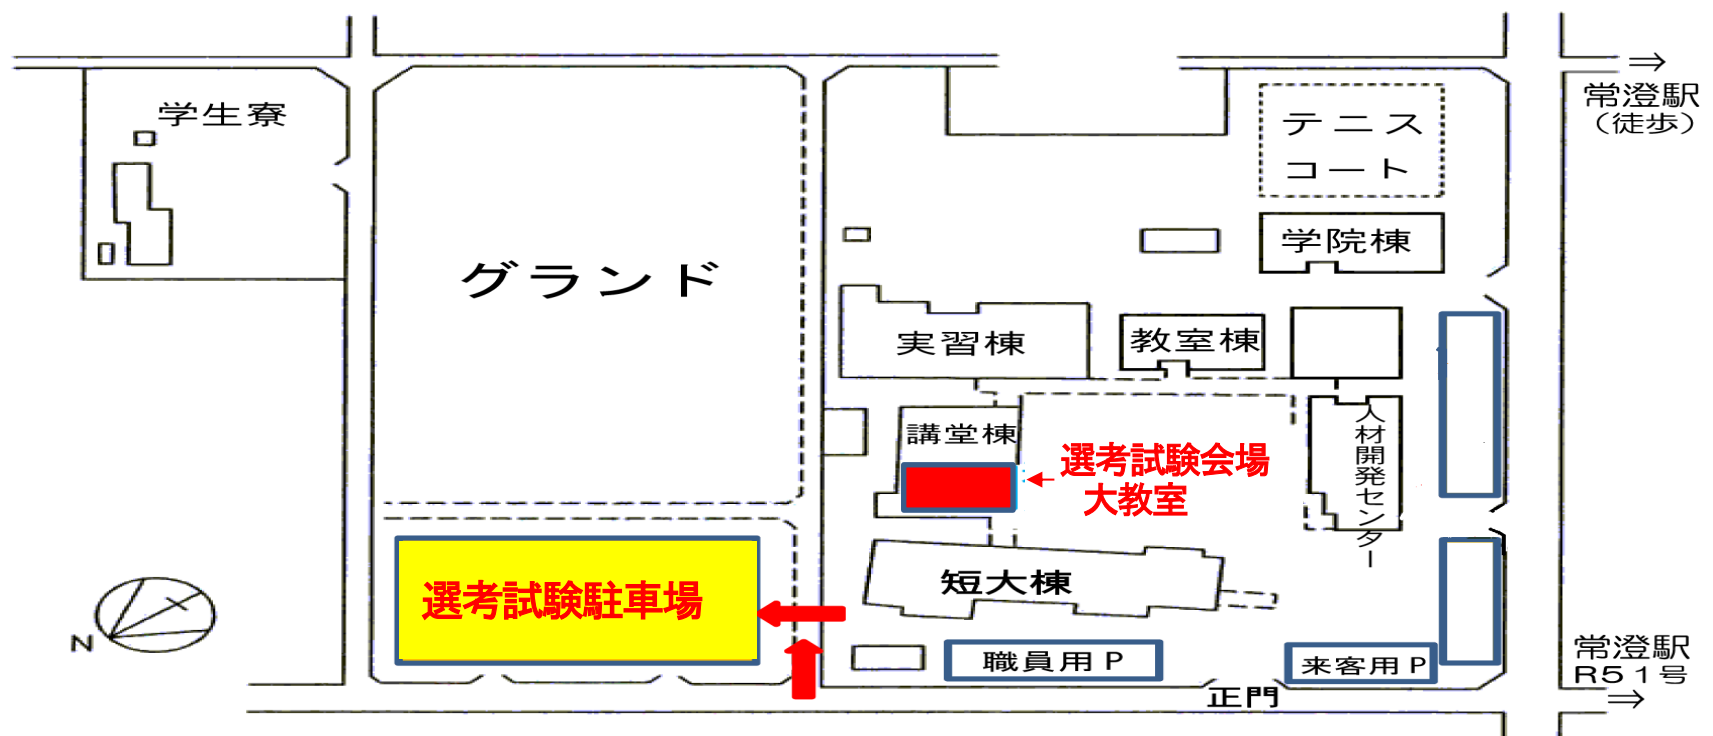 学生寮
グランド
テニス
コート
常澄駅
（徒歩）
学院棟
実習棟
教室棟
講堂棟
選考試験会場
大教室
人材開発センター
短大棟
選考試験駐車場
N
職員用P
来客用P
正門
常澄駅
R51号